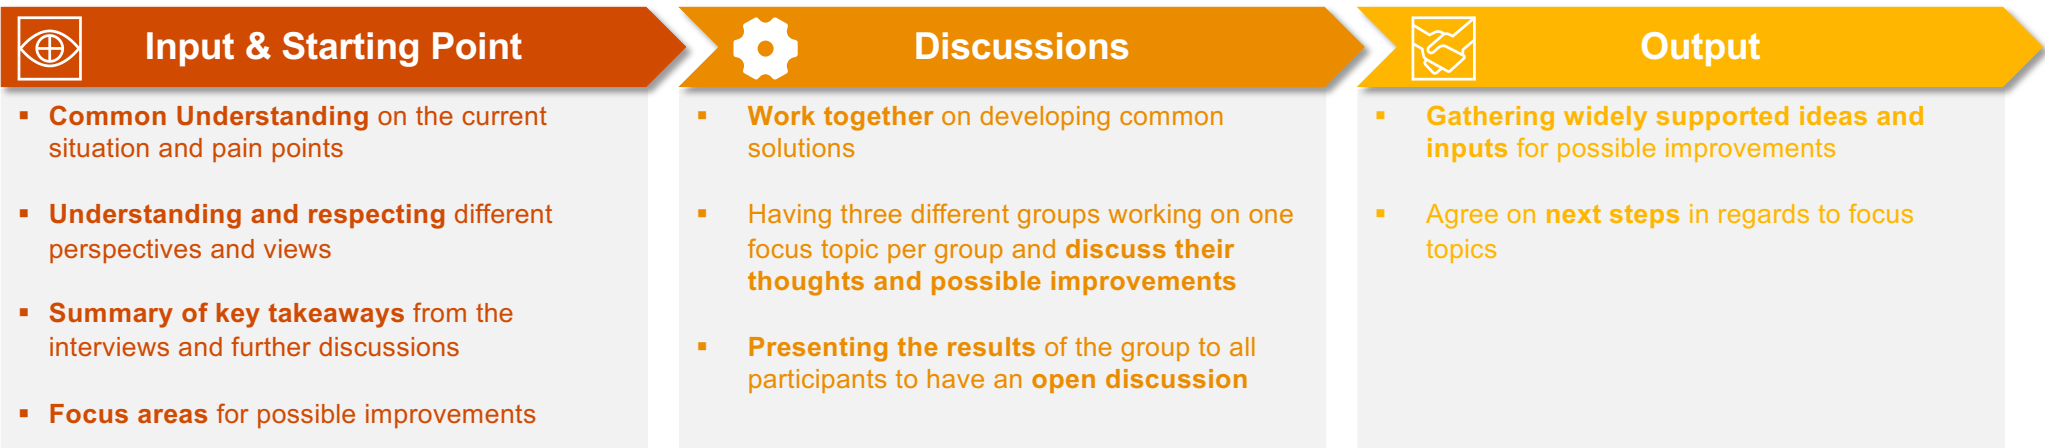 Input & Starting Point
▪ Common Understanding on the current
situation and pain points
▪ Understanding and respecting different
perspectives and views
▪ Summary of key takeaways from the
interviews and further discussions
▪ Focus areas for possible improvements
Discussions
▪ Work together on developing common
solutions
▪ Having three different groups working on one
focus topic per group and discuss their
thoughts and possible improvements
▪ Presenting the results of the group to all
participants to have an open discussion
Output
▪ Gathering widely supported ideas and
inputs for possible improvements
▪ Agree on next steps in regards to focus
topics